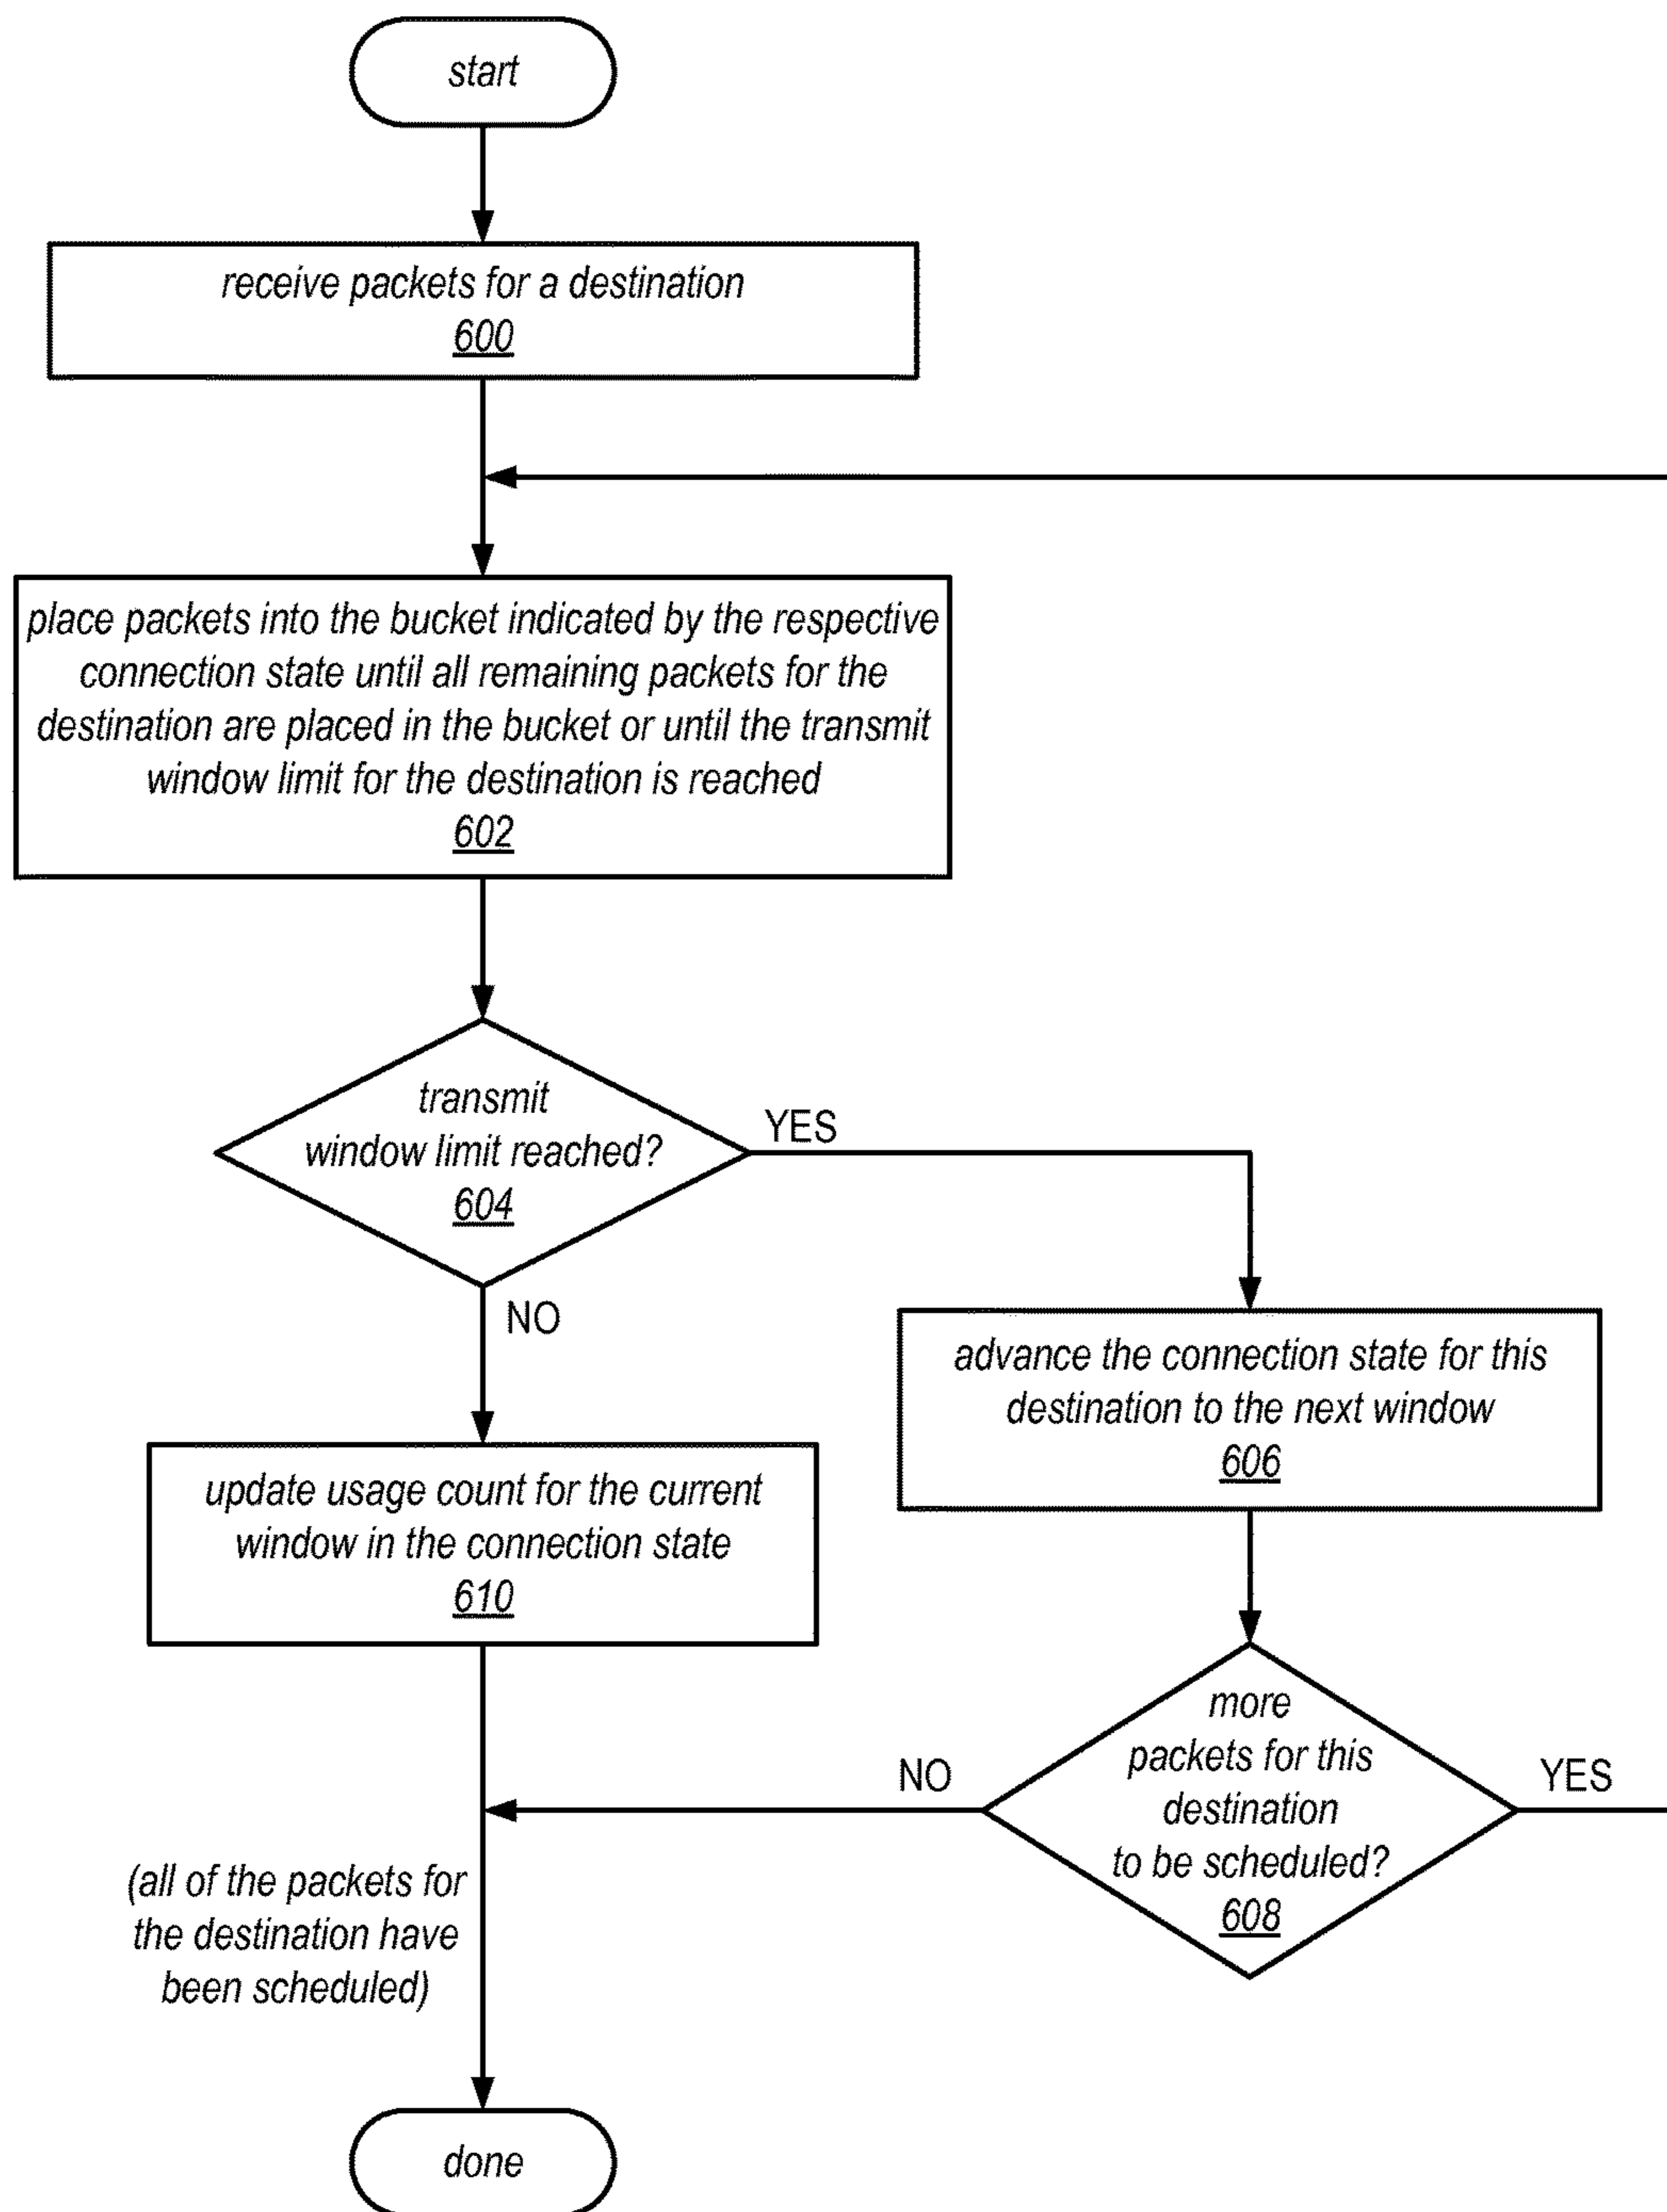 start
receive packets for a destination
600
place packets into the bucket indicated by the respective
connection state until all remaining packets for the
destination are placed in the bucket or until the transmit
window limit for the destination is reached
602
transmit
window limit reached?
604
YES
NO
advance the connection state for this
destination to the next window
606
update usage count for the current
window in the connection state
610
more
packets for this
destination
to be scheduled?
608
NO
YES
(all of the packets for
the destination have
been scheduled)
done